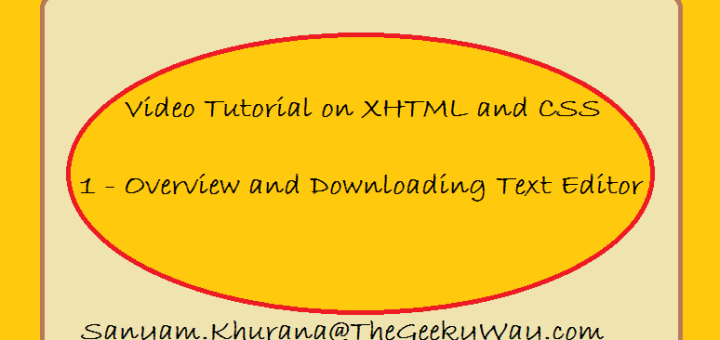 Video Tutorial on XHTML and CSS
1 - Overview and Downloading Text Editor
Sanyam.Khurana@TheGeekyWay.com